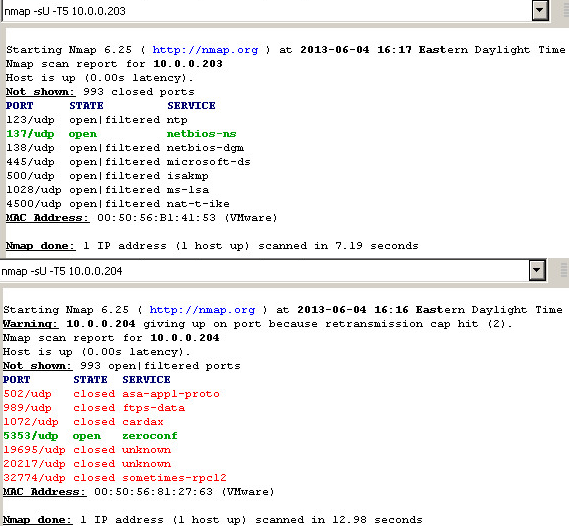 nmap -sU -T5 10.0.0.203
Starting Nmap 6.25 ( http://nmap.org ) at 2013-06-04 16:17 Eastern Daylight Time
Nmap scan report for 10.0.0.203
Host is up (0.00s latency).
Not shown: 993 closed ports
PORT STATE SERVICE
123/udp open|filtered ntp
137/udp open netbios-ns
138/udp open|filtered netbios-dgm
445/udp open|filtered microsoft-ds
500/udp open|filtered isakmp
1028/udp open|filtered ms-lsa
4500/udp open|filtered nat-t-ike
MAC Address: 00:50:56:B1:41:53 (VMware)
Nmap done: 1 IP address (1 host up) scanned in 7.19 seconds
nmap -sU -T5 10.0.0.204
Starting Nmap 6.25 ( http://nmap.org ) at 2013-06-04 16:16 Eastern Daylight Time
Warning: 10.0.0.204 giving up on port because retransmission cap hit (2).
Nmap scan report for 10.0.0.204
Host is up (0.00s latency).
Not shown: 993 open|filtered ports
PORT STATE SERVICE
502/udp closed asa-appl-proto
989/udp closed ftps-data
1072/udp closed cardax
5353/udp open zeroconf
19695/udp closed unknown
20217/udp closed unknown
32774/udp closed sometimes-rpc12
MAC Address: 00:50:56:81:27:63 (VMware)
Nmap done: 1 IP address (1 host up) scanned in 12.98 seconds